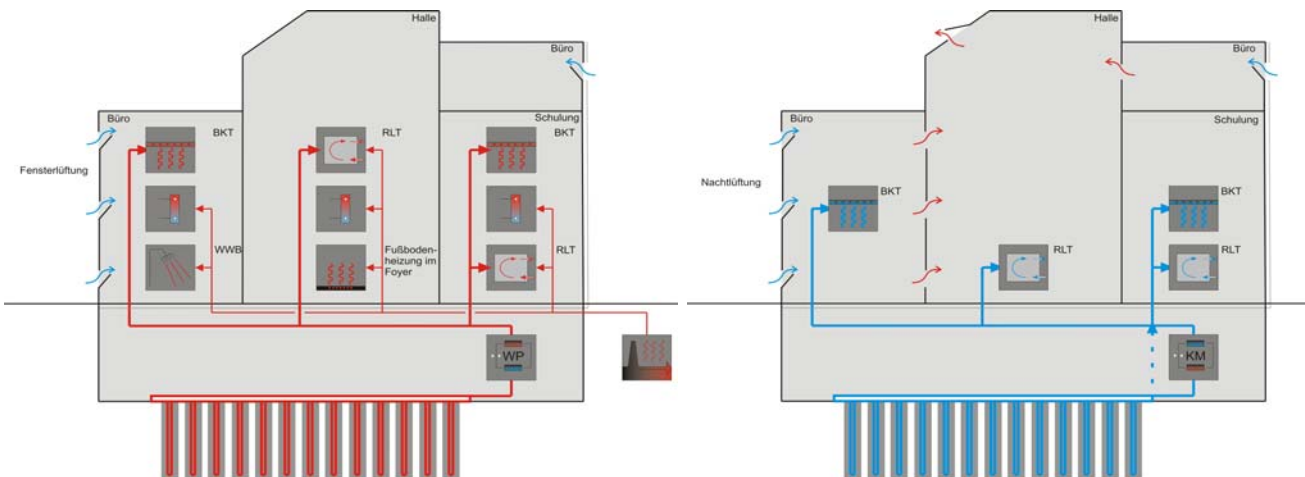 Halle
Büro
Büro
Schulung
BKT
RLT
BKT
Fensterlüftung
WWB
Fußboden-
heizung im
Foyer
RLT
WP
Halle
Büro
Büro
Schulung
Nachtlüftung
BKT
BKT
RLT
RLT
KM